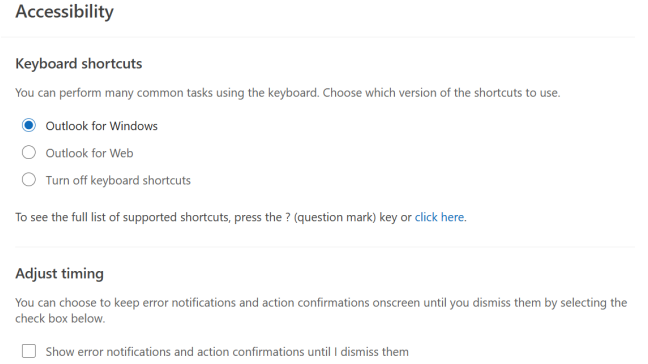 Accessibility
Keyboard shortcuts
You can perform many common tasks using the keyboard. Choose which version of the shortcuts to use.
Outlook for Windows
Outlook for Web
Turn off keyboard shortcuts
To see the full list of supported shortcuts, press the ? (question mark) key or click here.
Adjust timing
You can choose to keep error notifications and action confirmations onscreen until you dismiss them by selecting the
check box below.
Show error notifications and action confirmations until I dismiss them